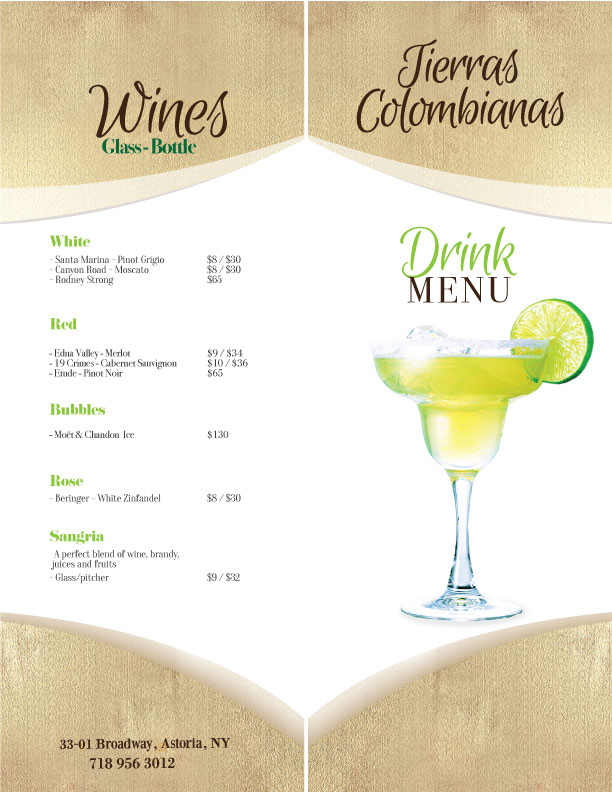 Wines
Glass-Bottle
White
- Santa Marina - Pinot Grigio $8 / $30
- Canyon Road - Moscato $8 / $30
- Rodney Strong $65
Red
- Edna Valley - Merlot $9 / $34
- 19 Crimes - Cabernet Sauvignon $10 / $36
- Etude - Pinot Noir $65
Bubbles
- Moët & Chandon Ice $130
Rose
- Beringer - White Zinfandel $8 / $30
Sangria
A perfect blend of wine, brandy,
juices and fruits
- Glass/pitcher $9 / $32
33-01 Broadway, Astoria, NY
718 956 3012
Tierras
Colombianas
Drink
MENU